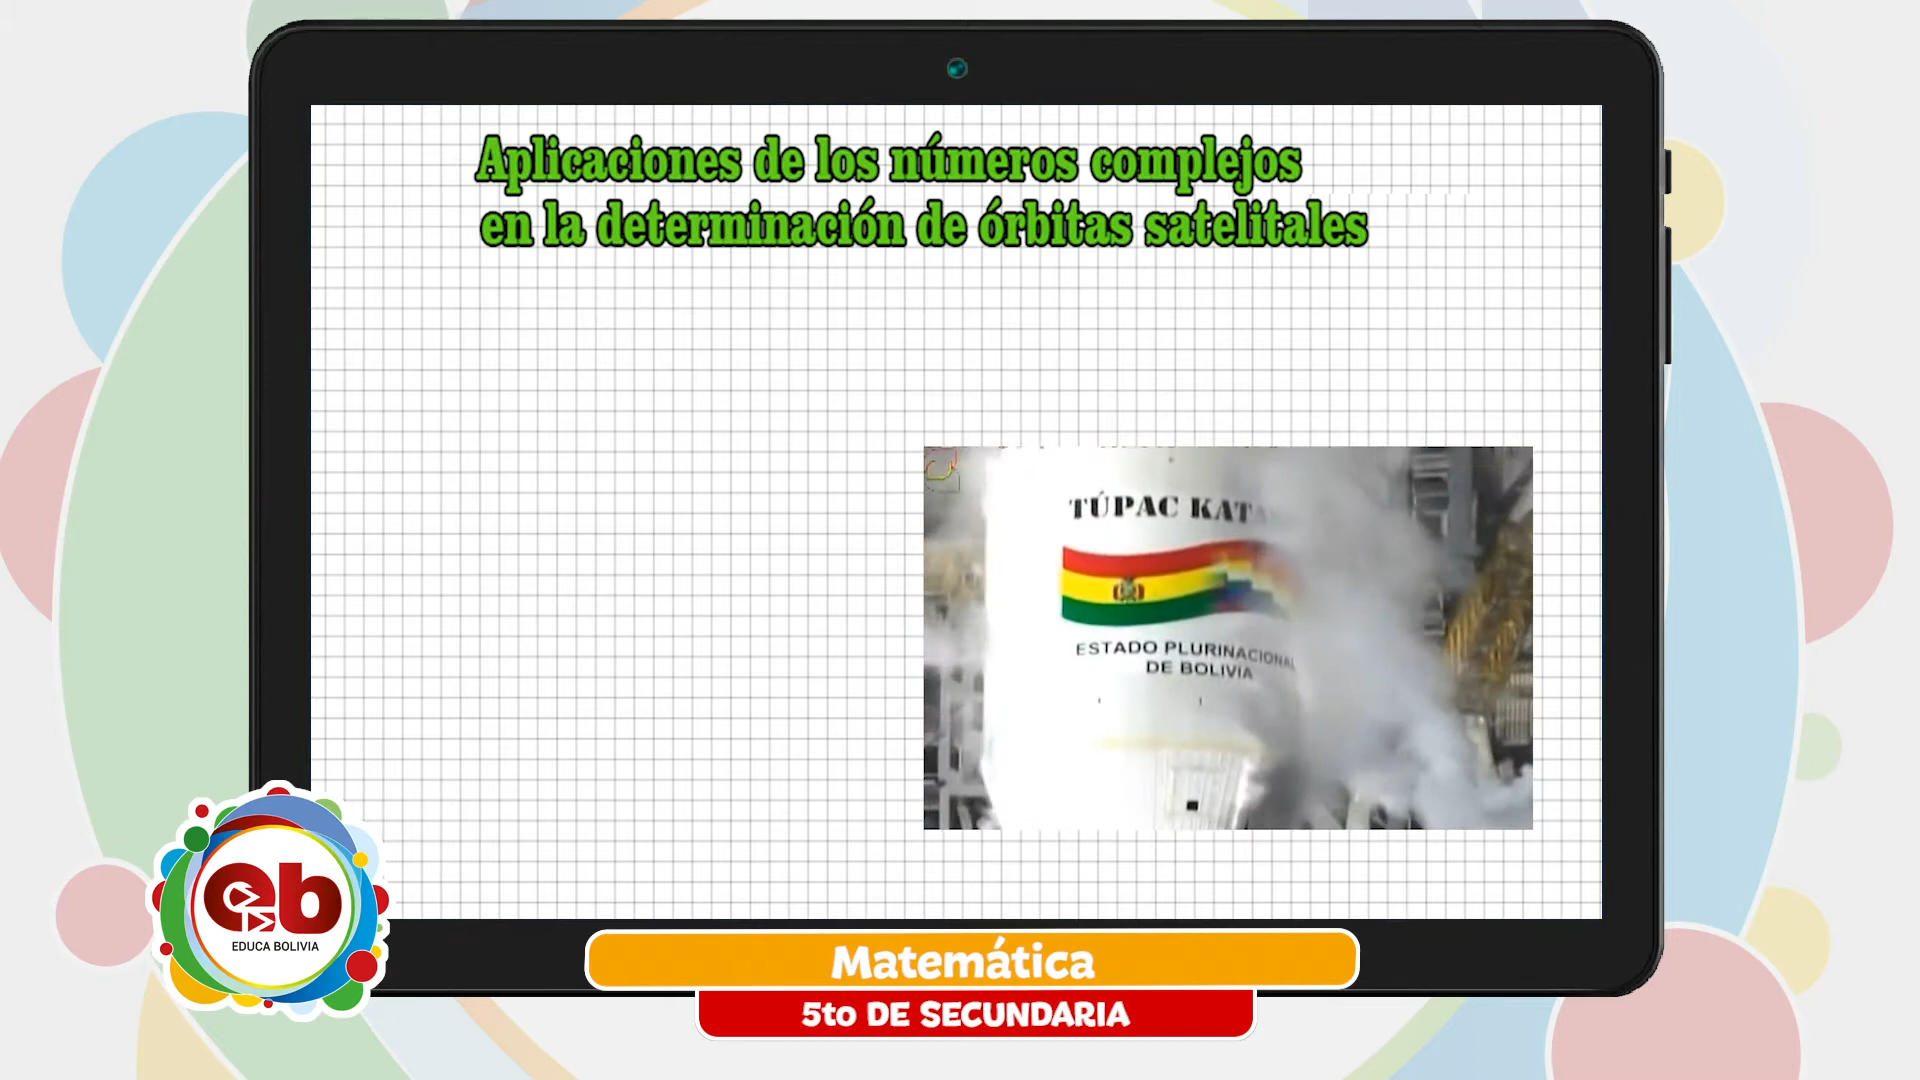 Aplicaciones de los números complejos
en la determinación de órbitas satelitales
TÚPAC
ESTADO PLURINACIONAL
DE BOLIVIA
eb
EDUCA BOLIVIA
Matemática
5to DE SECUNDARIA